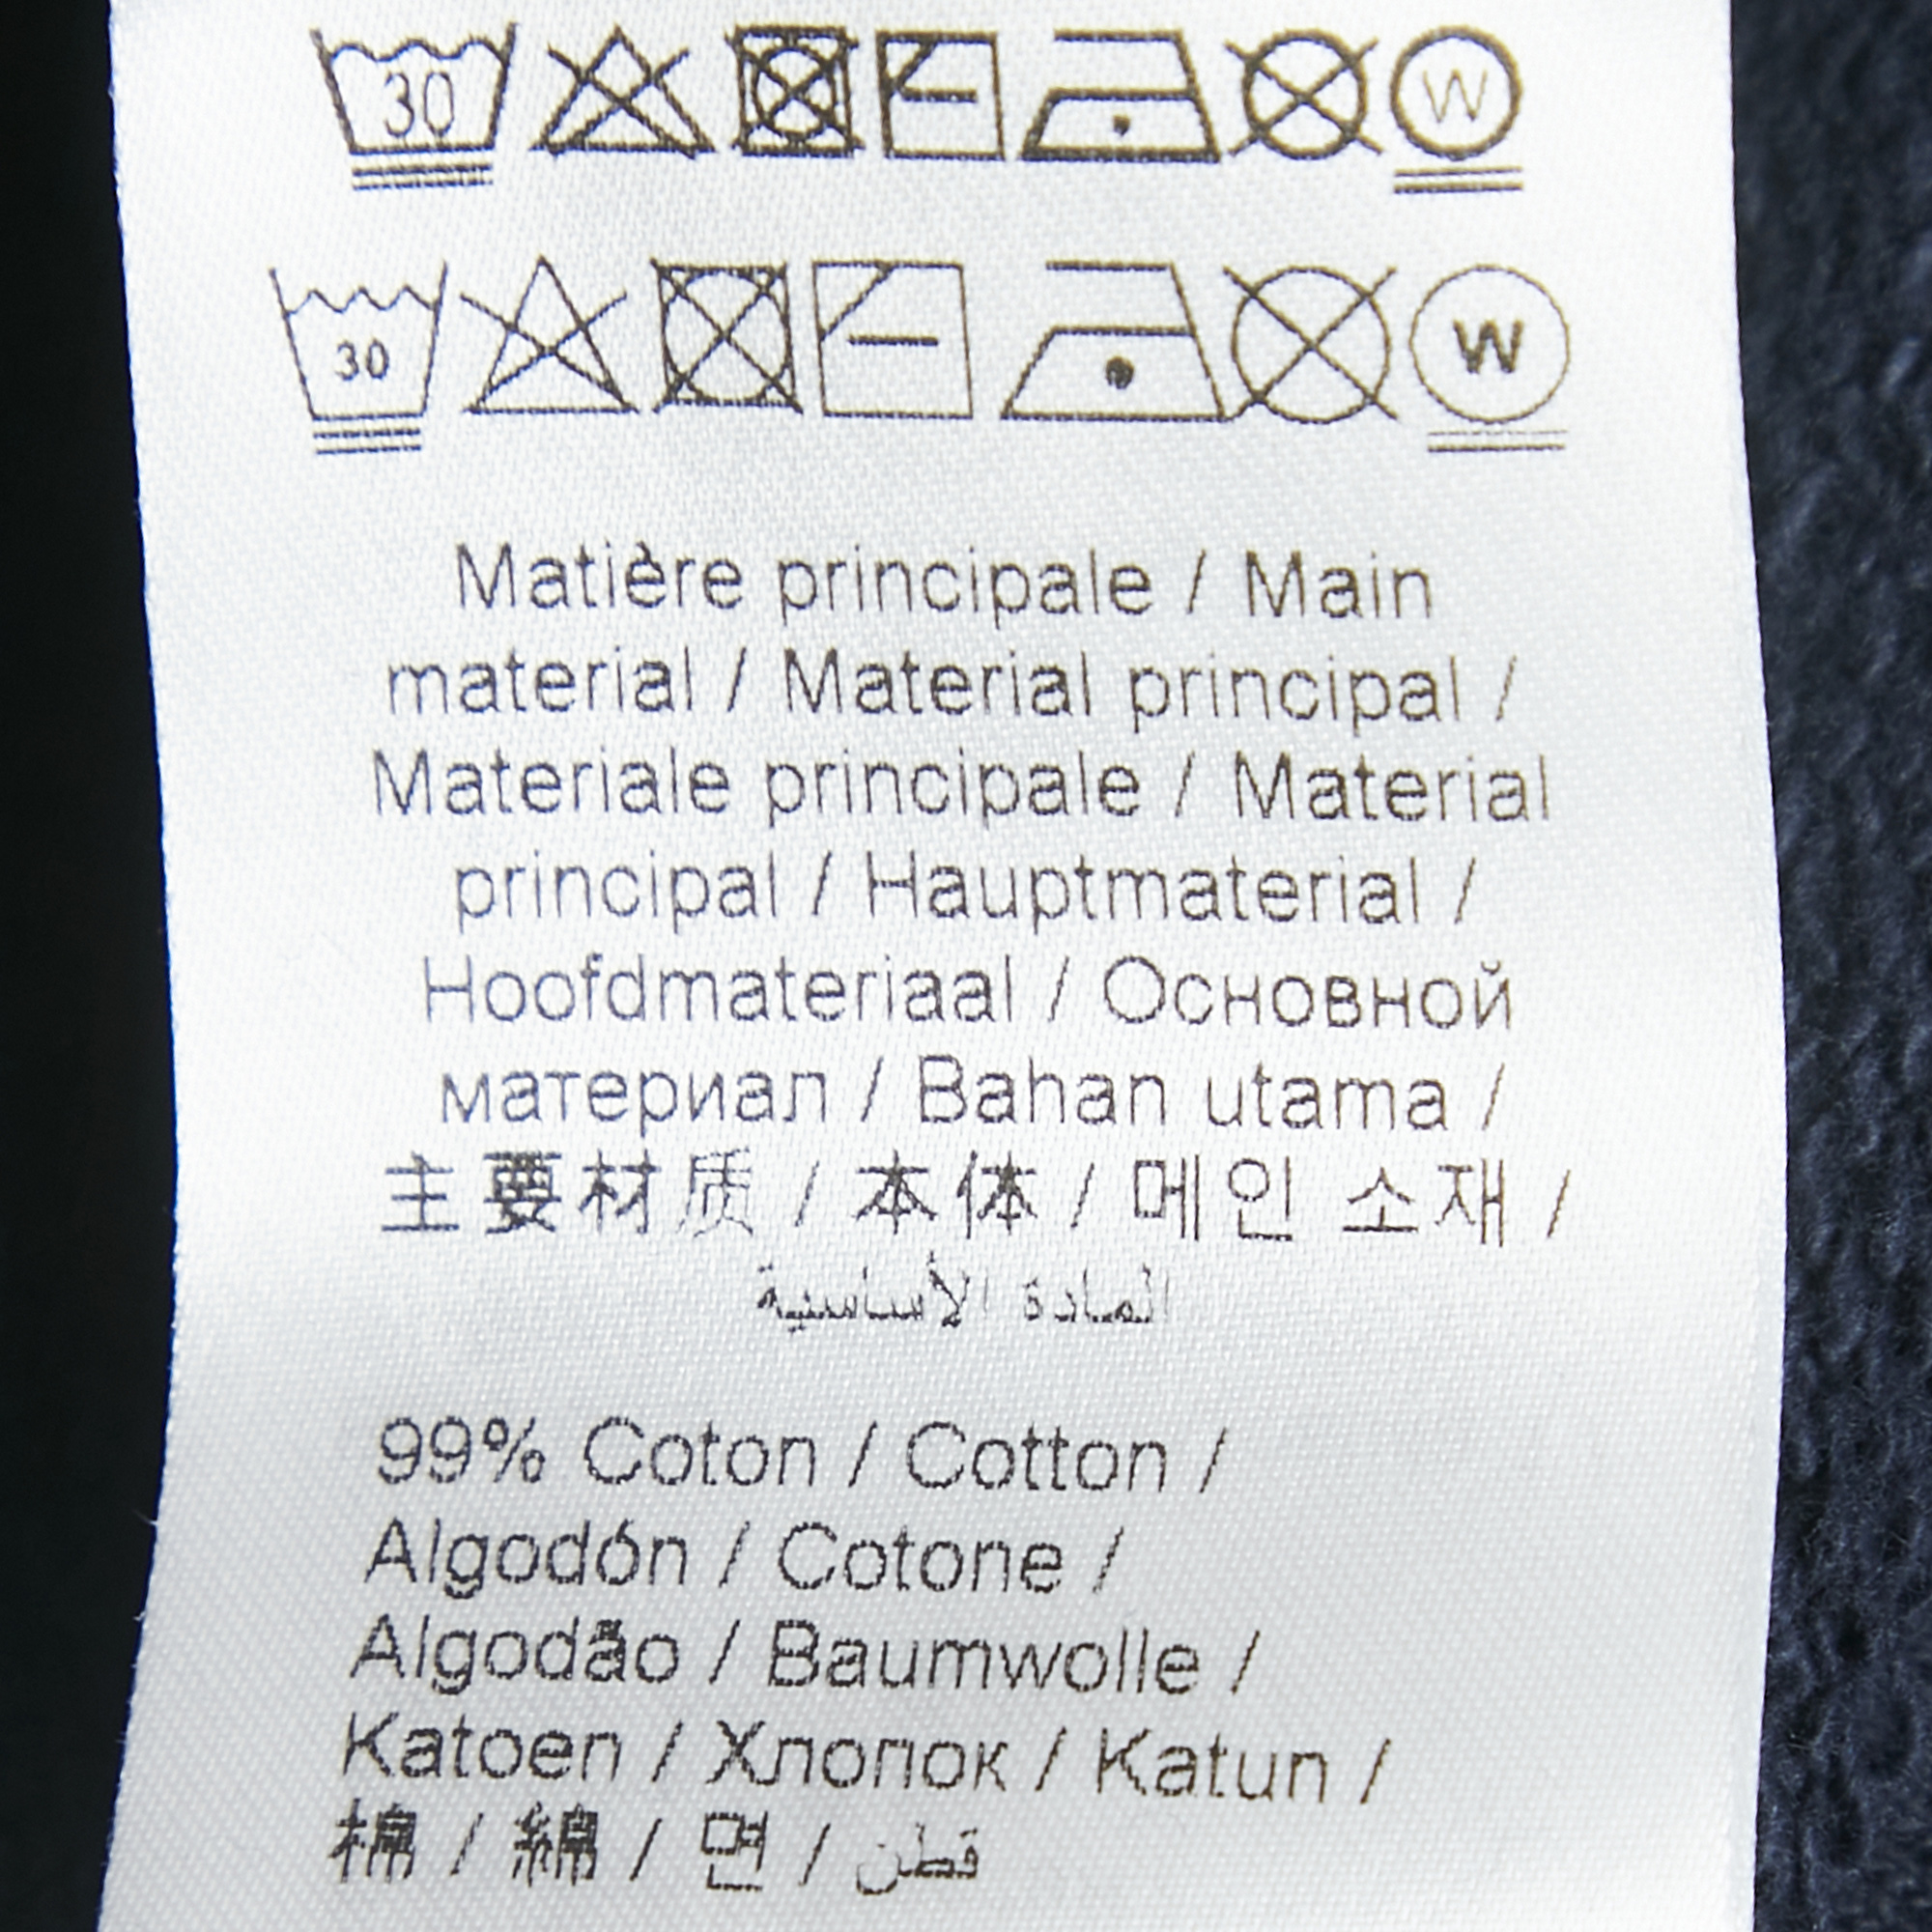 30 W
30 W
Matière principale / Main
material / Material principal /
Materiale principale / Material
principal / Hauptmaterial /
Hoofdmateriaal / Основной
материал / Bahan utama /
主要材质 / 本体 / 메인 소재 /
المادة الأساسية
99% Coton / Cotton /
Algodón / Cotone /
Algodão / Baumwolle /
Katoen / Хлопок / Katun /
棉 / 綿 / 면 / قطن